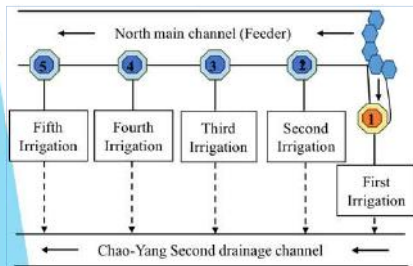 North main channel (Feeder)
5
4
3
2
1
Fifth
Irrigation
Fourth
Irrigation
Third
Irrigation
Second
Irrigation
First
Irrigation
Chao-Yang Second drainage channel